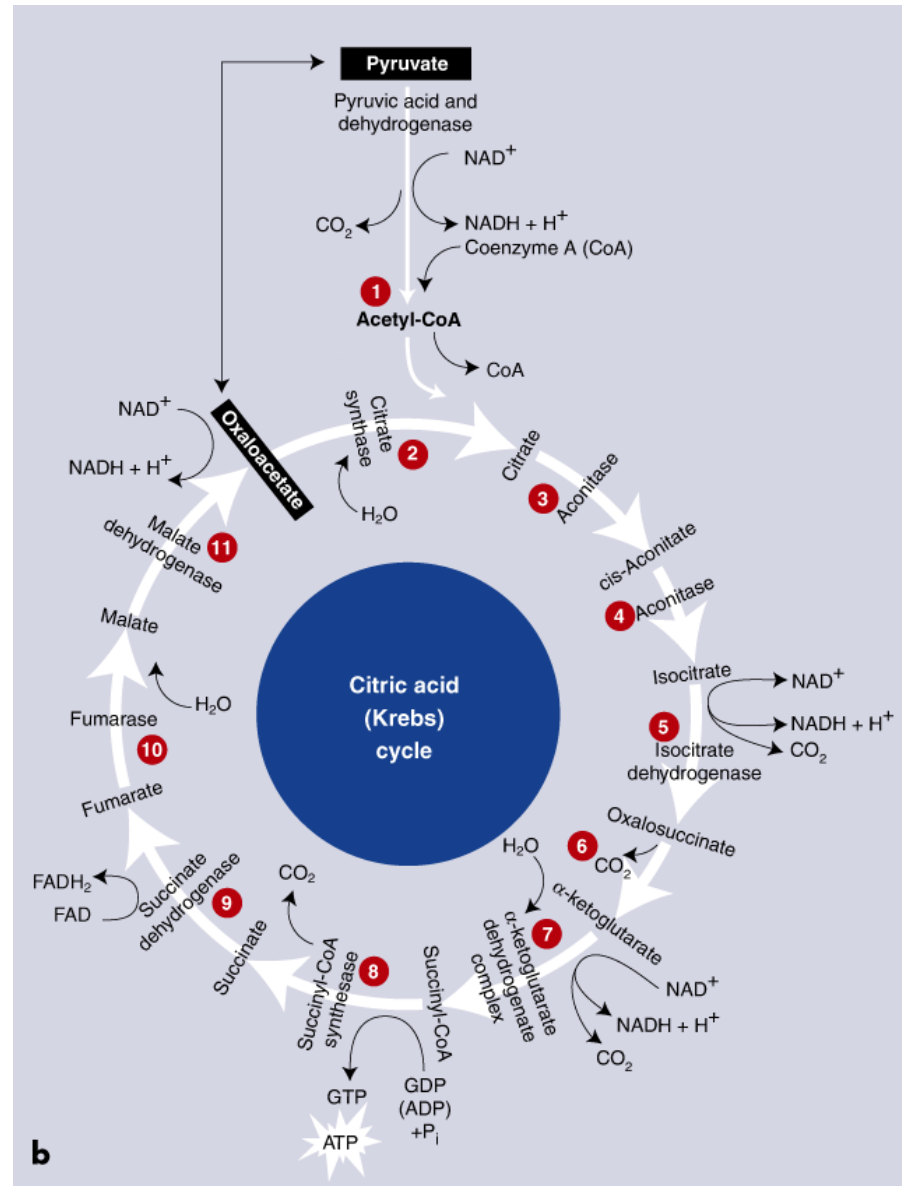 Pyruvate
Pyruvic acid and
dehydrogenase
NAD⁺
CO₂
NADH + H⁺
Coenzyme A (CoA)
1
Acetyl-CoA
CoA
NAD⁺
NADH + H⁺
Oxaloacetate
Citrate
synthase
2
H₂O
Citrate
3
Aconitase
cis-Aconitate
4
Aconitase
Isocitrate
NAD⁺
NADH + H⁺
CO₂
5
Isocitrate
dehydrogenase
Oxalosuccinate
6
CO₂
α-ketoglutarate
NAD⁺
NADH + H⁺
CO₂
H₂O
7
α-ketoglutarate
dehydrogenate
complex
Succinyl-CoA
GDP
(ADP)
+Pᵢ
GTP
ATP
8
Succinyl-CoA
synthesase
CO₂
Succinate
9
Succinate
dehydrogenase
FADH₂
FAD
Fumarate
10
Fumarase
H₂O
Malate
11
Malate
dehydrogenase
Citric acid
(Krebs)
cycle
b